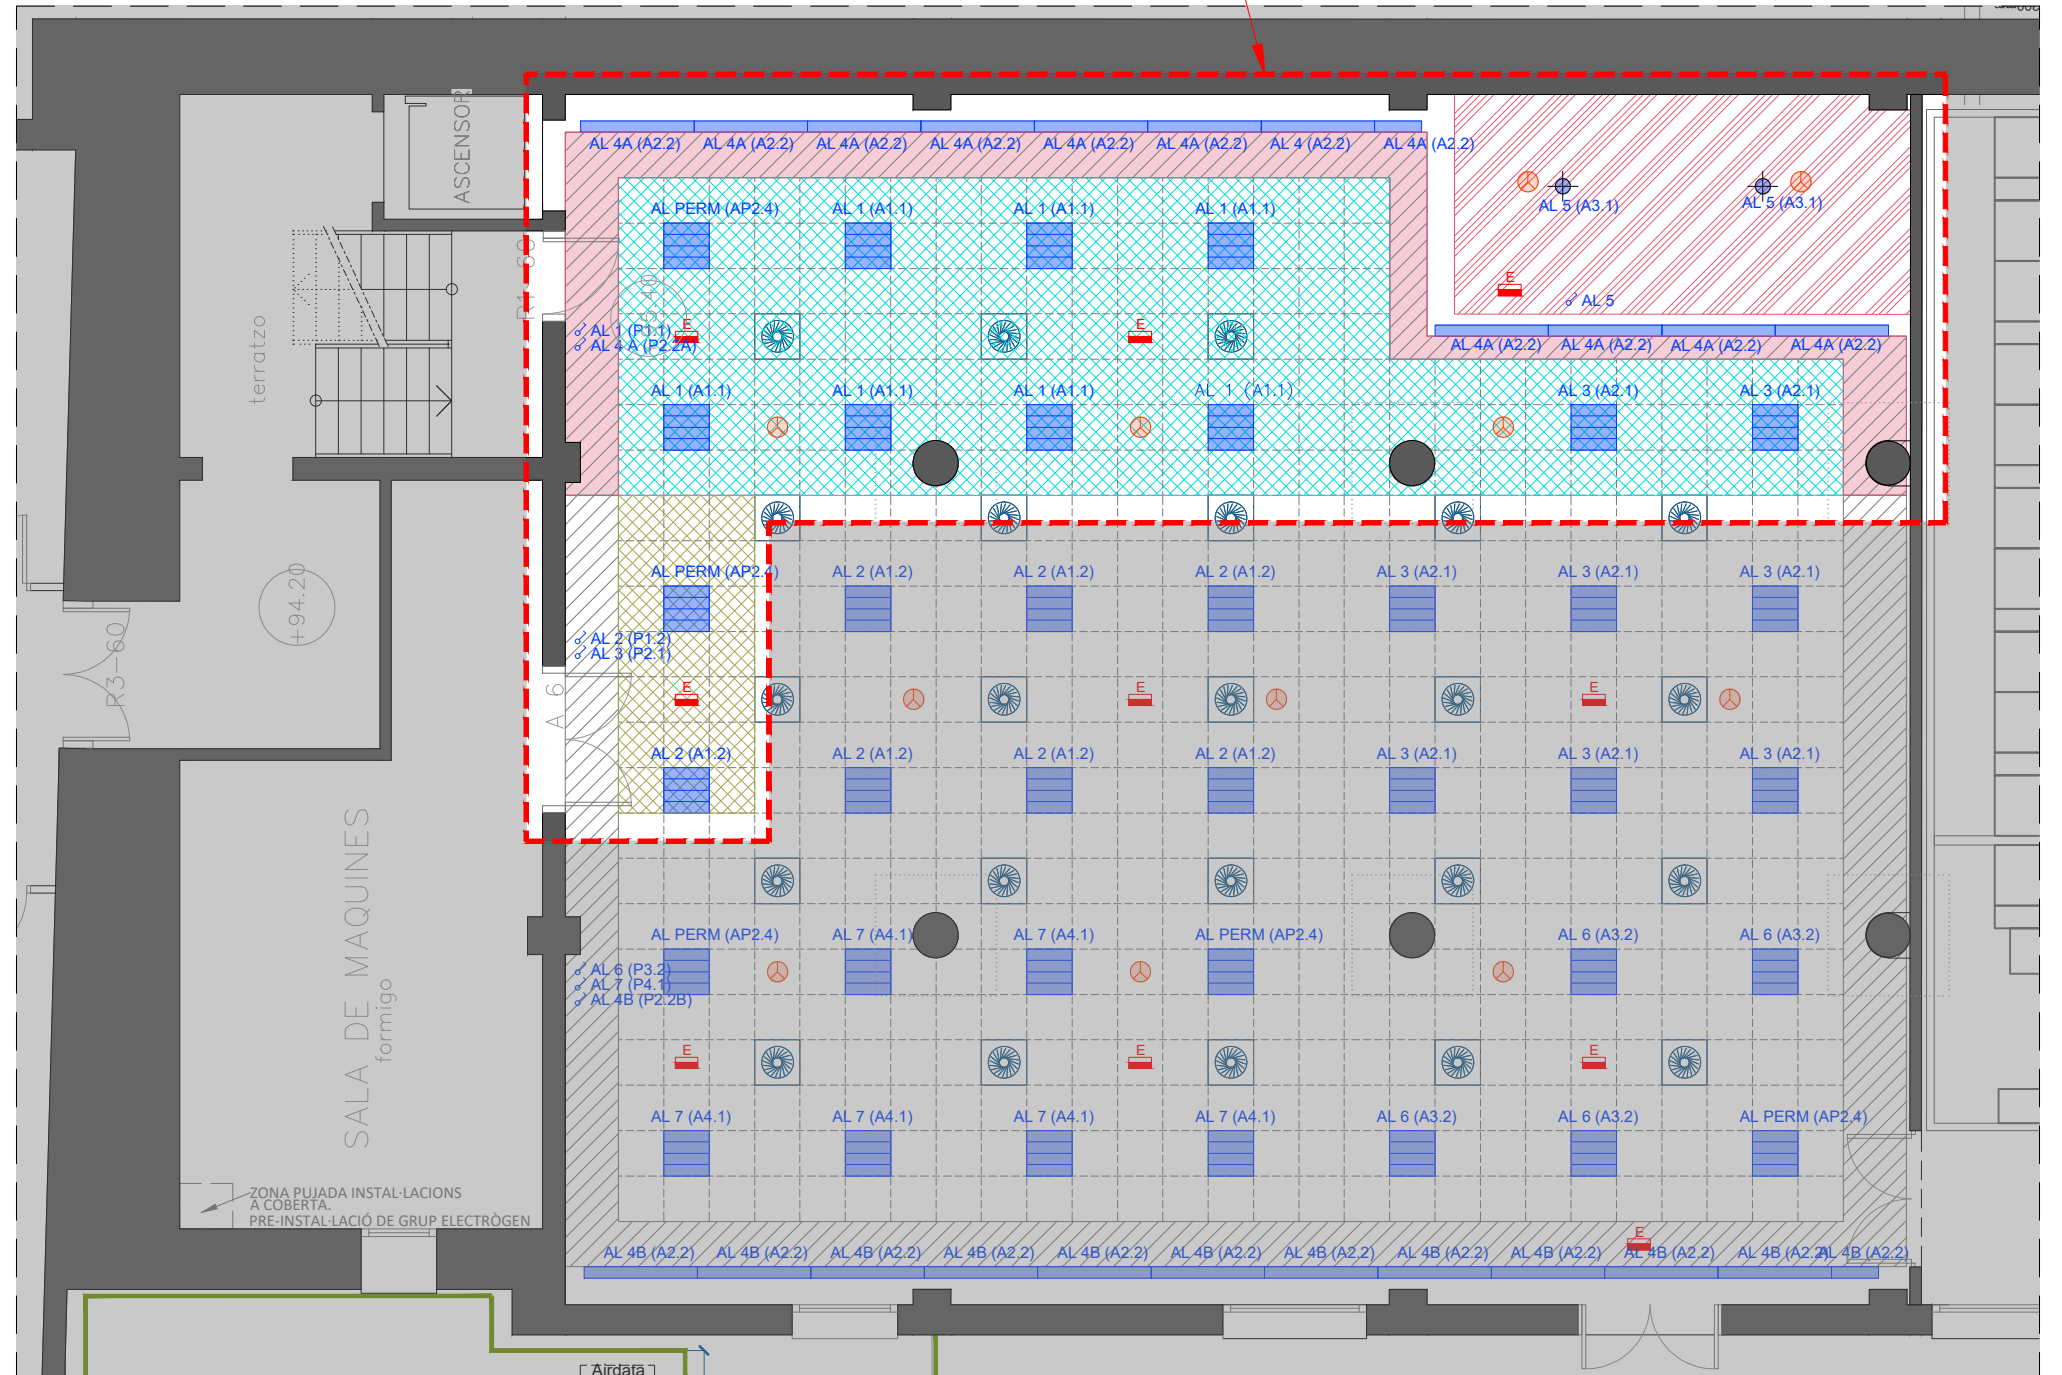 ASCENSOR
AL 4A (A2.2) AL 4A (A2.2) AL 4A (A2.2) AL 4A (A2.2) AL 4A (A2.2) AL 4A (A2.2) AL 4 (A2.2) AL 4A (A2.2)
AL PERM (AP2.4) AL 1 (A1.1) AL 1 (A1.1) AL 1 (A1.1) AL 5 (A3.1) AL 5 (A3.1)
E
AL 5
terratzo
AL 1 (P1.1)
AL 4 A (P2.2A)
E E
AL 4A (A2.2) AL 4A (A2.2) AL 4A (A2.2) AL 4A (A2.2)
AL 1 (A1.1) AL 1 (A1.1) AL 1 (A1.1) AL 1 (A1.1) AL 3 (A2.1) AL 3 (A2.1)
+94.20
R3-60
AL PERM (AP2.4) AL 2 (A1.2) AL 2 (A1.2) AL 2 (A1.2) AL 3 (A2.1) AL 3 (A2.1) AL 3 (A2.1)
AL 2 (P1.2)
AL 3 (P2.1)
A 6
E E E
AL 2 (A1.2) AL 2 (A1.2) AL 2 (A1.2) AL 2 (A1.2) AL 3 (A2.1) AL 3 (A2.1) AL 3 (A2.1)
SALA DE MAQUINES
formigo
AL PERM (AP2.4) AL 7 (A4.1) AL 7 (A4.1) AL PERM (AP2.4) AL 6 (A3.2) AL 6 (A3.2)
AL 6 (P3.2)
AL 7 (P4.1)
AL 4B (P2.2B)
E E E
AL 7 (A4.1) AL 7 (A4.1) AL 7 (A4.1) AL 7 (A4.1) AL 6 (A3.2) AL 6 (A3.2) AL PERM (AP2.4)
ZONA PUJADA INSTAL·LACIONS
A COBERTA.
PRE-INSTAL·LACIÓ DE GRUP ELECTRÒGEN
E
AL 4B (A2.2) AL 4B (A2.2) AL 4B (A2.2) AL 4B (A2.2) AL 4B (A2.2) AL 4B (A2.2) AL 4B (A2.2) AL 4B (A2.2) AL 4B (A2.2) AL 4B (A2.2) AL 4B (A2.2) AL 4B (A2.2)
Airdata